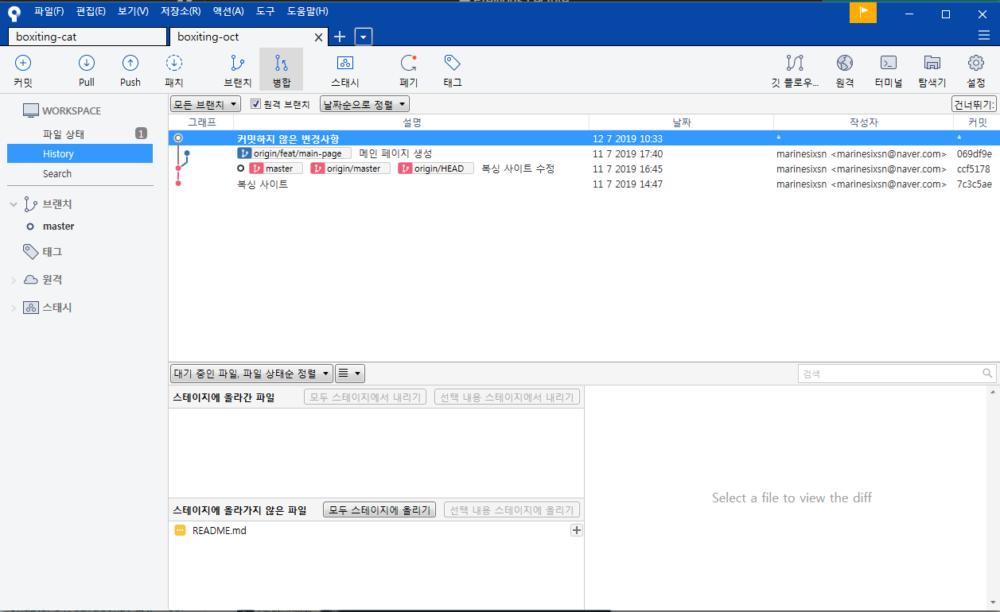 파일(F) 편집(E) 보기(V) 저장소(R) 액션(A) 도구 도움말(H)
boxiting-cat boxiting-oct
커밋 Pull Push 패치 브랜치 병합 스태시 폐기 태그 깃 플로우... 원격 터미널 탐색기 설정
WORKSPACE
파일 상태 1
History
Search
브랜치
master
태그
원격
스태시
모든 브랜치 원격 브랜치 날짜순으로 정렬 건너뛰기:
그래프 설명 날짜 작성자 커밋
커밋하지 않은 변경사항 12 7 2019 10:33 * *
origin/feat/main-page 메인 페이지 생성 11 7 2019 17:40 marinesixsn <marinesixsn@naver.com> 069df9e
master origin/master origin/HEAD 복싱 사이트 수정 11 7 2019 16:45 marinesixsn <marinesixsn@naver.com> ccf5178
복싱 사이트 11 7 2019 14:47 marinesixsn <marinesixsn@naver.com> 7c3c5ae
대기 중인 파일, 파일 상태순 정렬 검색
스테이지에 올라간 파일 모두 스테이지에서 내리기 선택 내용 스테이지에서 내리기
스테이지에 올라가지 않은 파일 모두 스테이지에 올리기 선택 내용 스테이지에 올리기
README.md
Select a file to view the diff